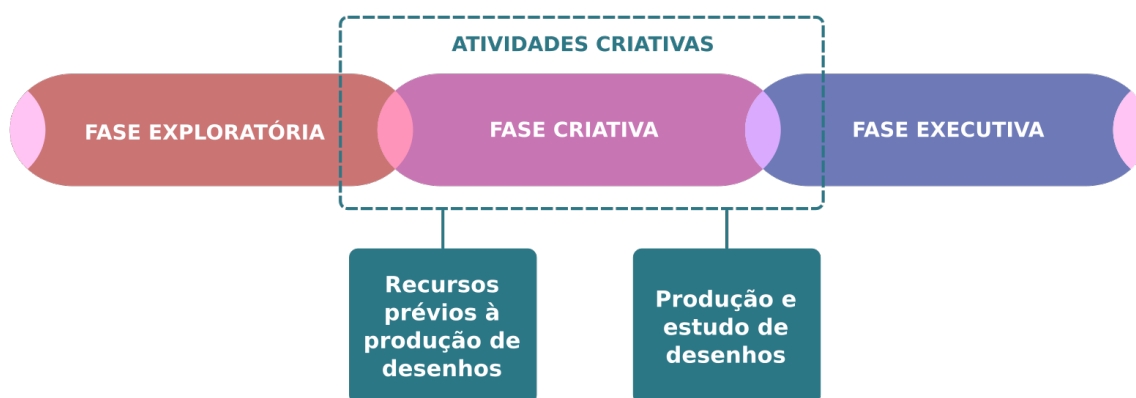 ATIVIDADES CRIATIVAS
FASE EXPLORATÓRIA
FASE CRIATIVA
FASE EXECUTIVA
Recursos
prévios à
produção de
desenhos
Produção e
estudo de
desenhos